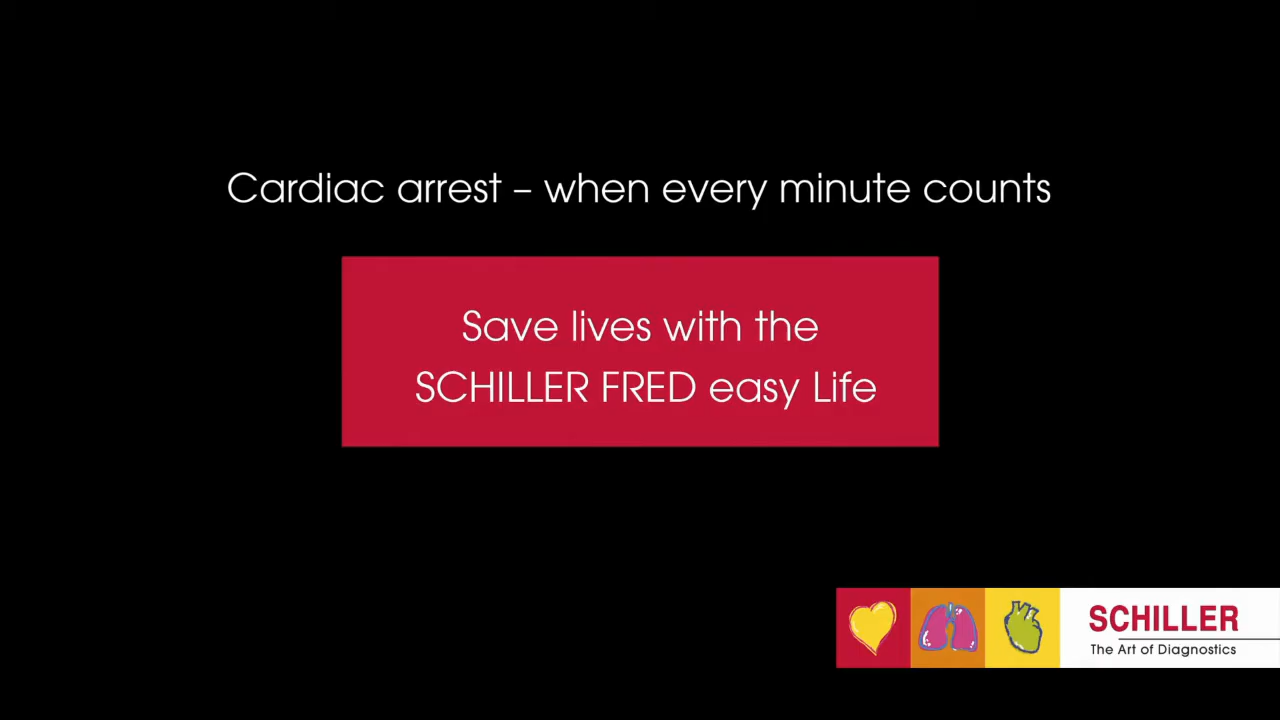 Cardiac arrest – when every minute counts
Save lives with the
SCHILLER FRED easy Life
SCHILLER
The Art of Diagnostics